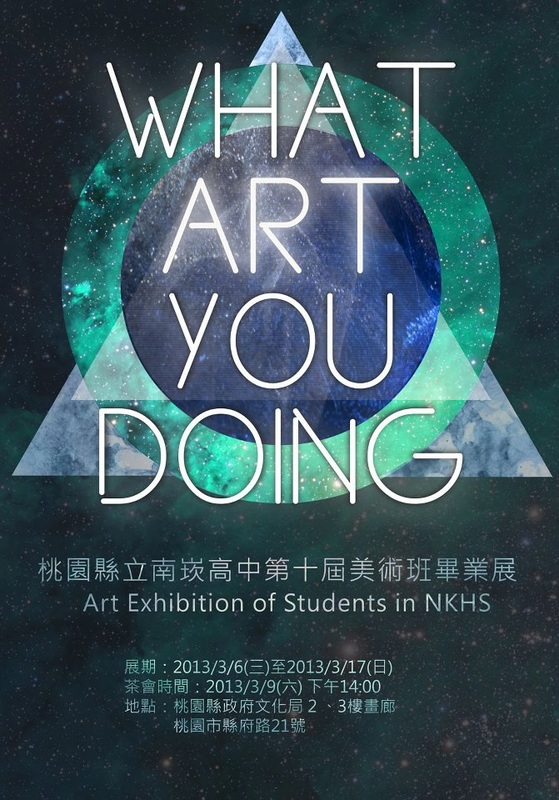 WHAT
ART
YOU
DOING
桃園縣立南崁高中第十屆美術班畢業展
Art Exhibition of Students in NKHS
展期：2013/3/6(三)至2013/3/17(日)
茶會時間：2013/3/9(六) 下午14:00
地點：桃園縣政府文化局 2 、3樓畫廊
桃園市縣府路21號